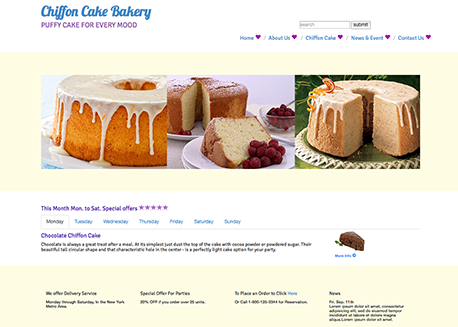 Chiffon Cake Bakery
PUFFY CAKE FOR EVERY MOOD
search submit
Home / About Us / Chiffon Cake / News & Event / Contact Us
This Month Mon. to Sat. Special offers
Monday Tuesday Wednesday Thursday Friday Saturday Sunday
Chocolate Chiffon Cake
Chocolate is always a great treat after a meal. At its simplest just dust the top of the cake with cocoa powder or powdered sugar. Their
beautiful tall circular shape and that characteristic hole in the center - is a perfectly light cake option for your party.
More Info
We offer Delivery Service
Monday through Saturday, in the New York
Metro Area.
Special Offer For Parties
20% OFF if you order over 25 units.
To Place an Order to Click Here
Or Call 1-800-120-3344 for Reservation.
News
Fri. Sep. 11th
Lorem ipsum dolor sit amet, consectetur
adipiscing elit, sed do eiusmod tempor
incididunt ut labore et dolore magna
aliqua.Lorem ipsum dolor sit amet.